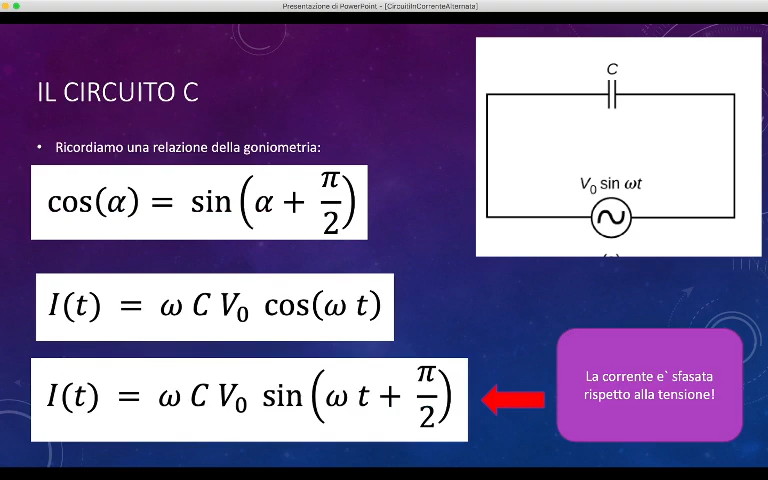 Presentazione di PowerPoint - [CircuitiInCorrenteAlternata]
IL CIRCUITO C
• Ricordiamo una relazione della goniometria:
cos(α) = sin(α + π/2)
I(t) = ω C V₀ cos(ω t)
I(t) = ω C V₀ sin(ω t + π/2)
C
V₀ sin ωt
La corrente e` sfasata
rispetto alla tensione!